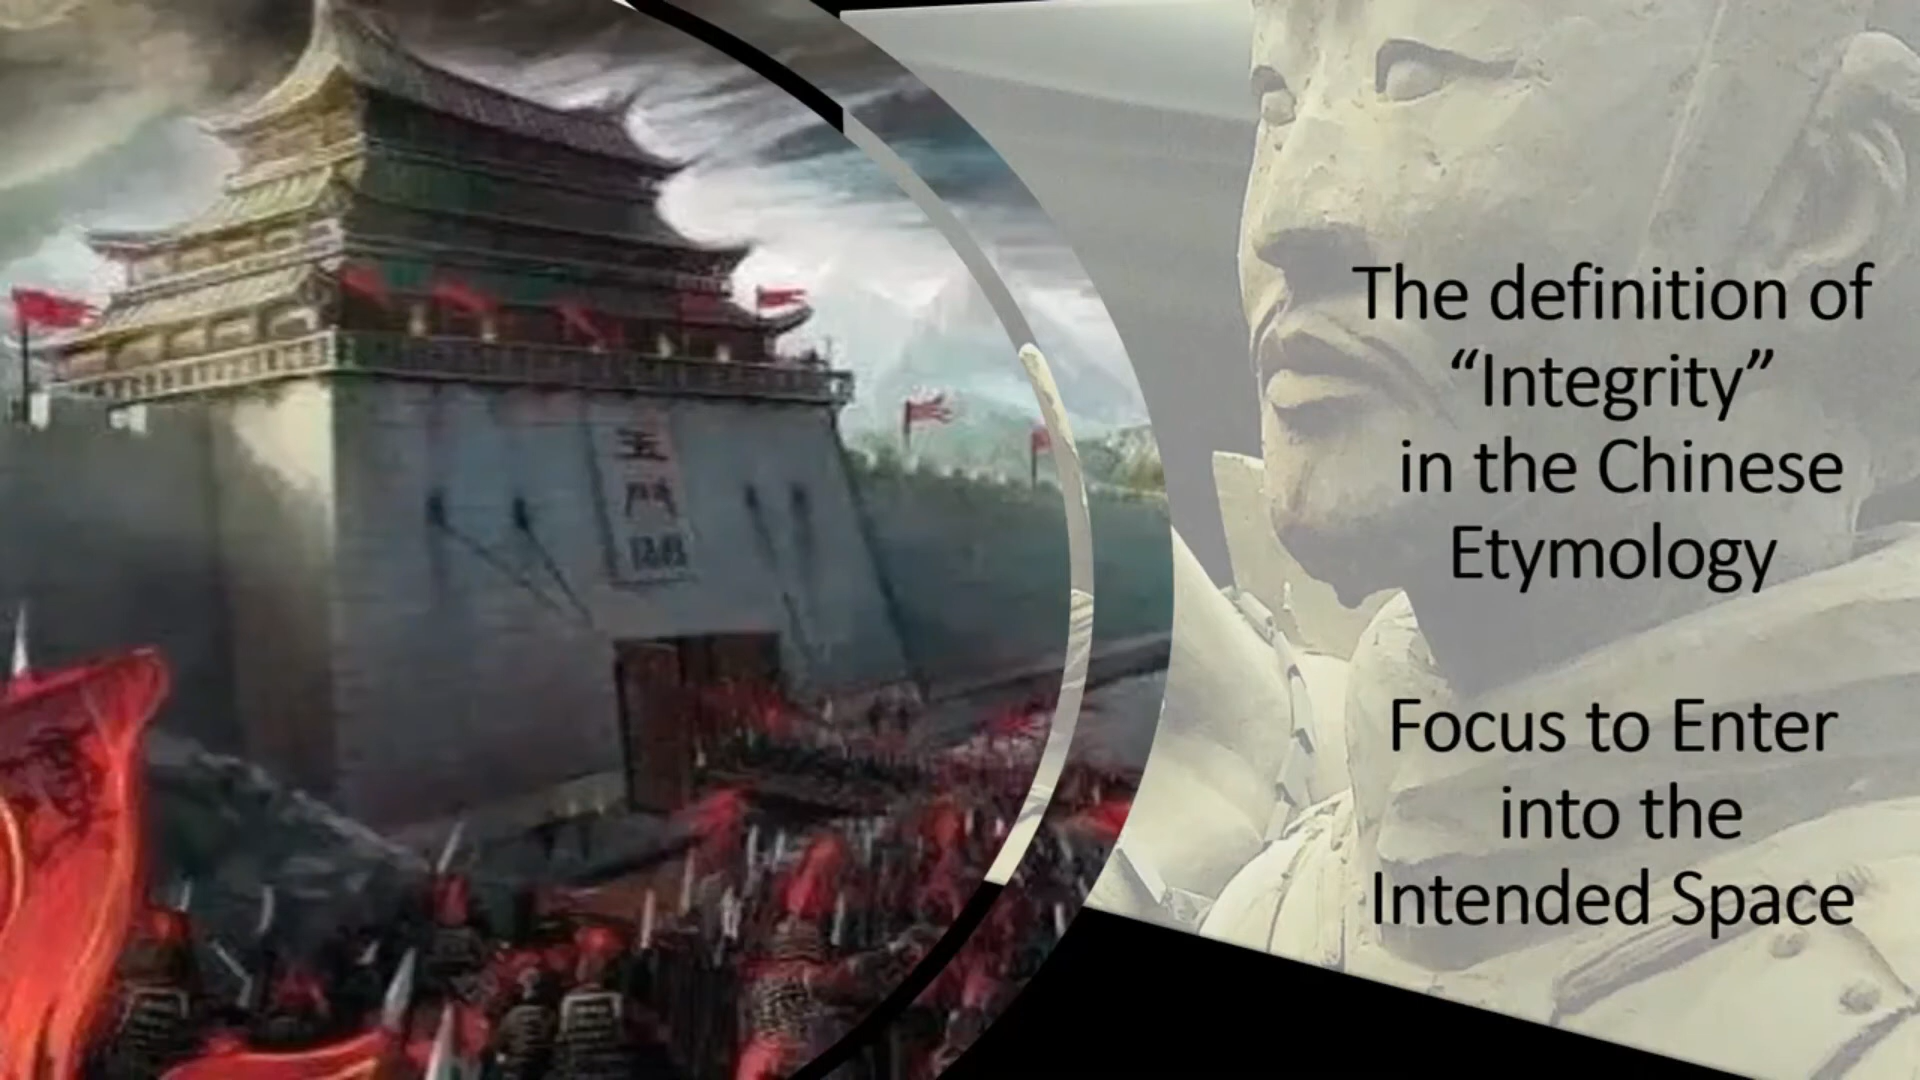 The definition of
“Integrity”
in the Chinese
Etymology
Focus to Enter
into the
Intended Space